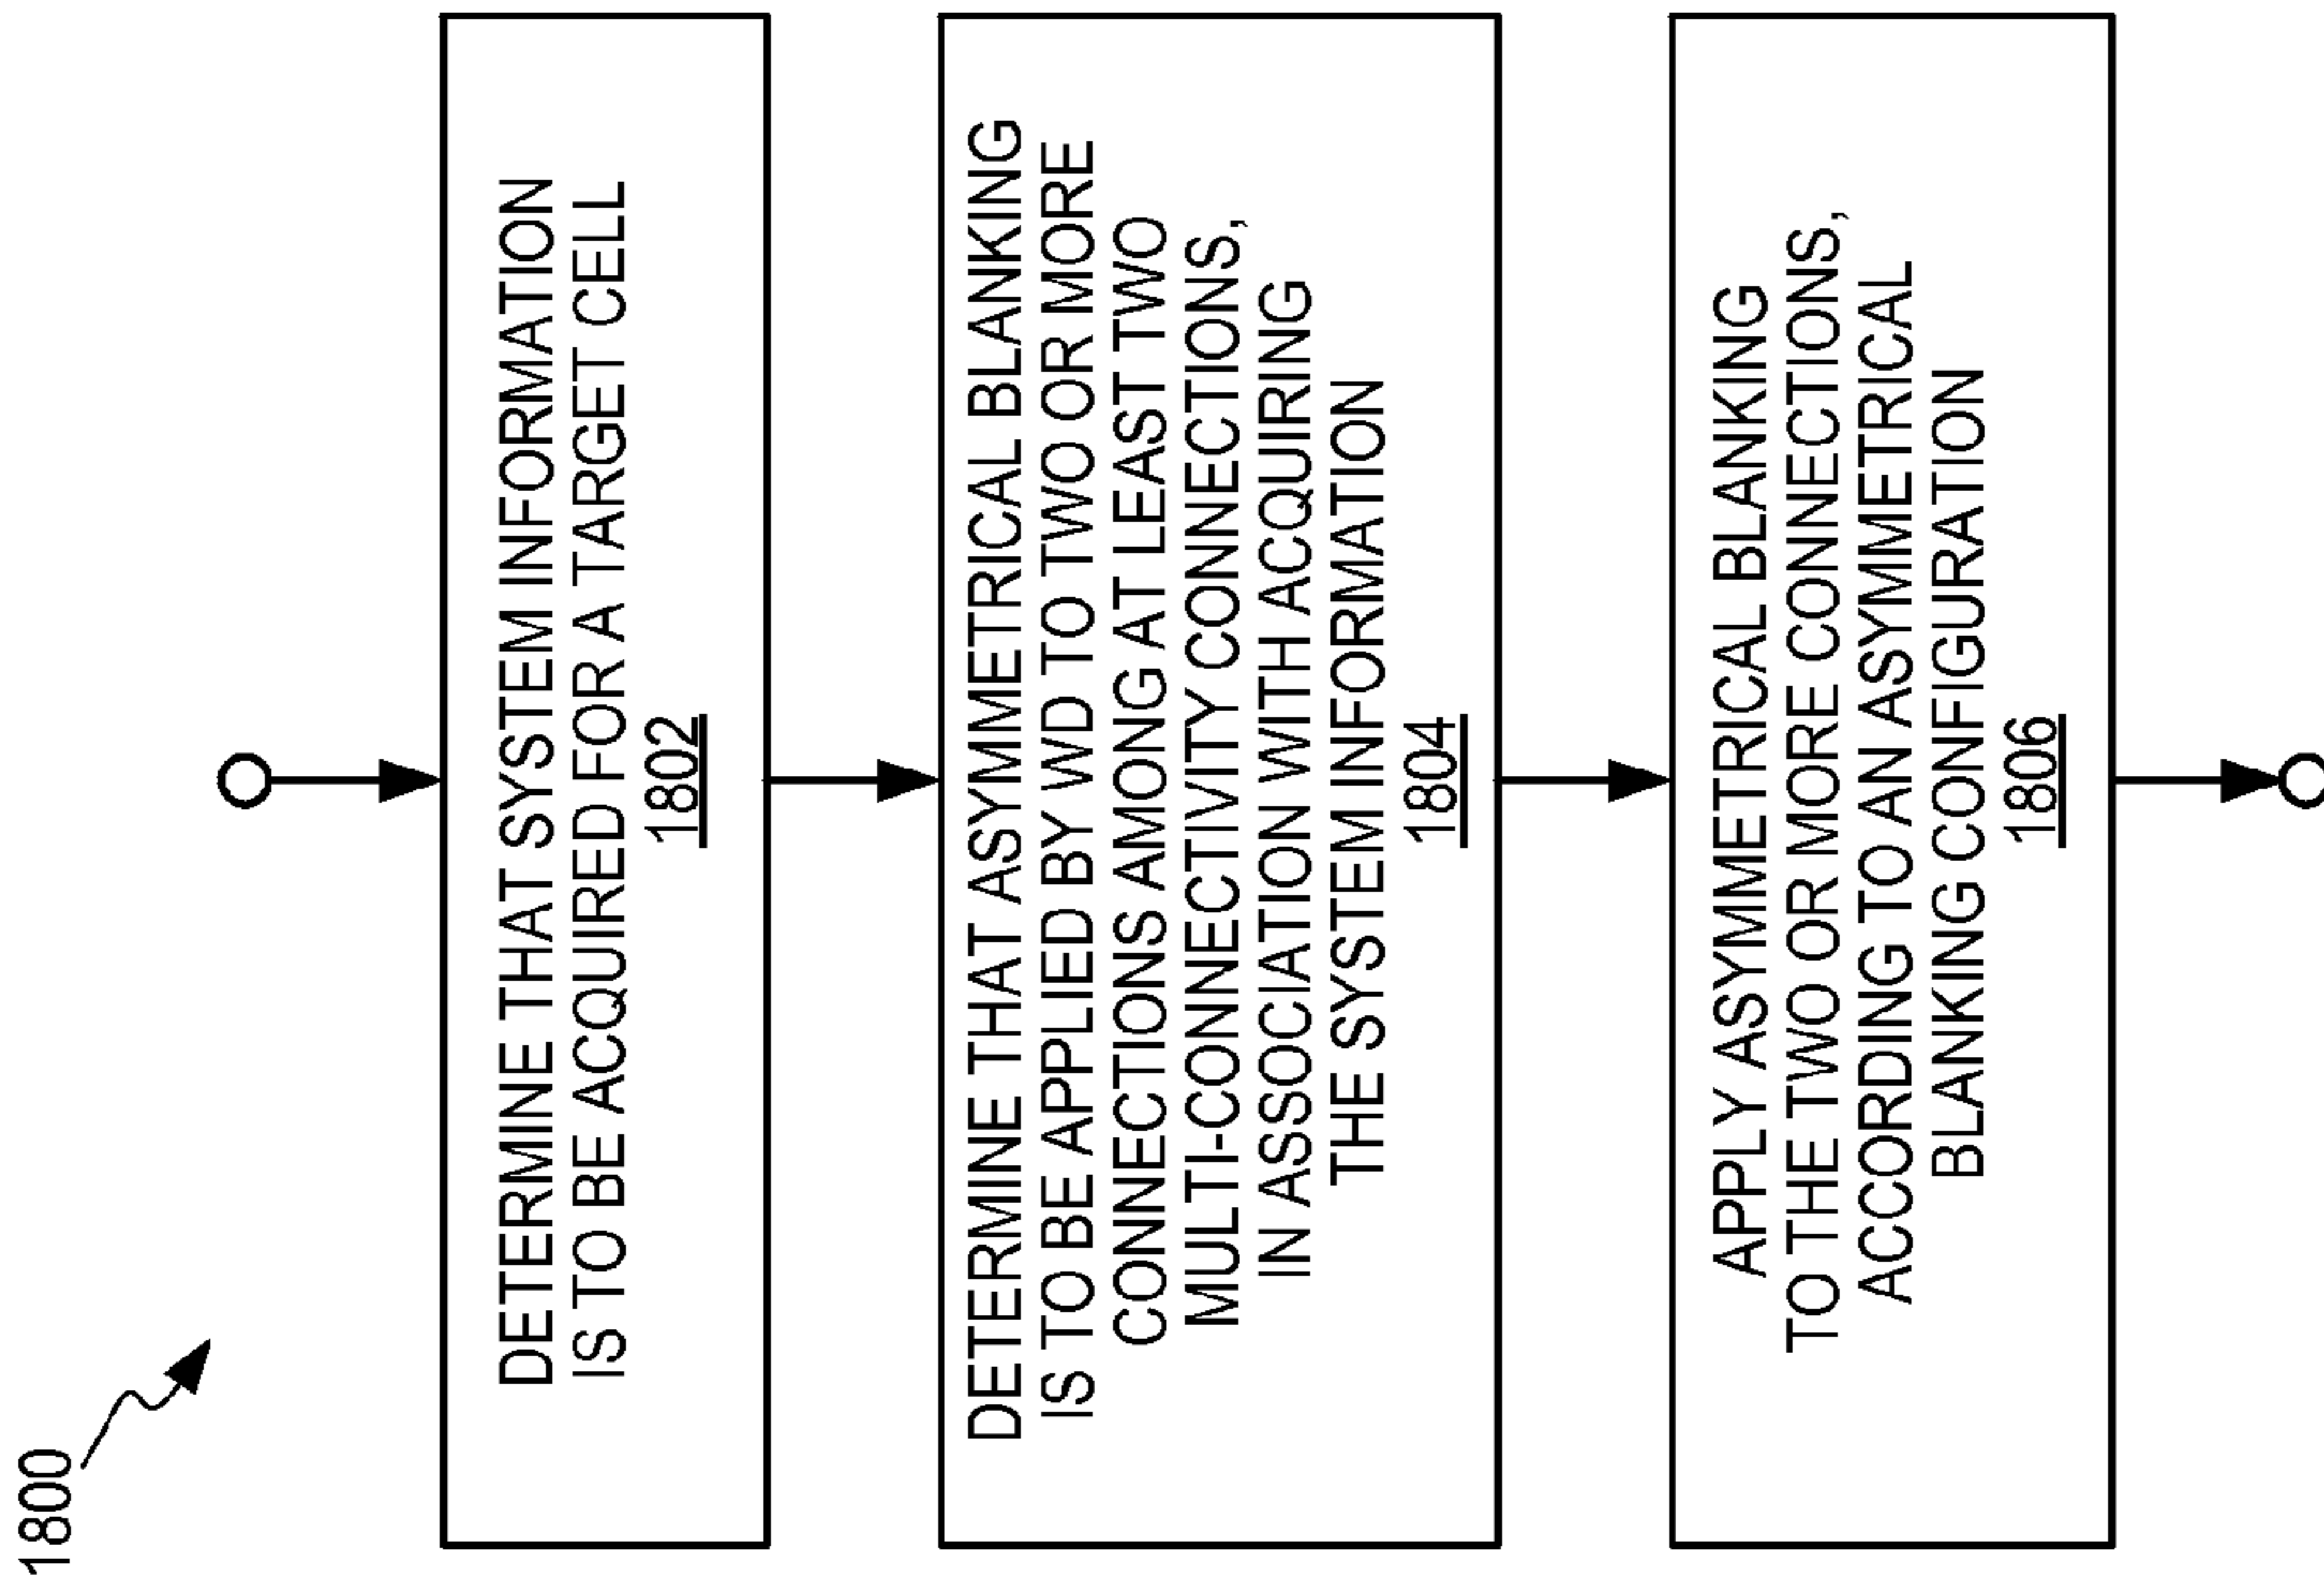 1800
DETERMINE THAT SYSTEM INFORMATION
IS TO BE ACQUIRED FOR A TARGET CELL
1802
DETERMINE THAT ASYMMETRICAL BLANKING
IS TO BE APPLIED BY WD TO TWO OR MORE
CONNECTIONS AMONG AT LEAST TWO
MULTI-CONNECTIVITY CONNECTIONS,
IN ASSOCIATION WITH ACQUIRING
THE SYSTEM INFORMATION
1804
APPLY ASYMMETRICAL BLANKING
TO THE TWO OR MORE CONNECTIONS,
ACCORDING TO AN ASYMMETRICAL
BLANKING CONFIGURATION
1806